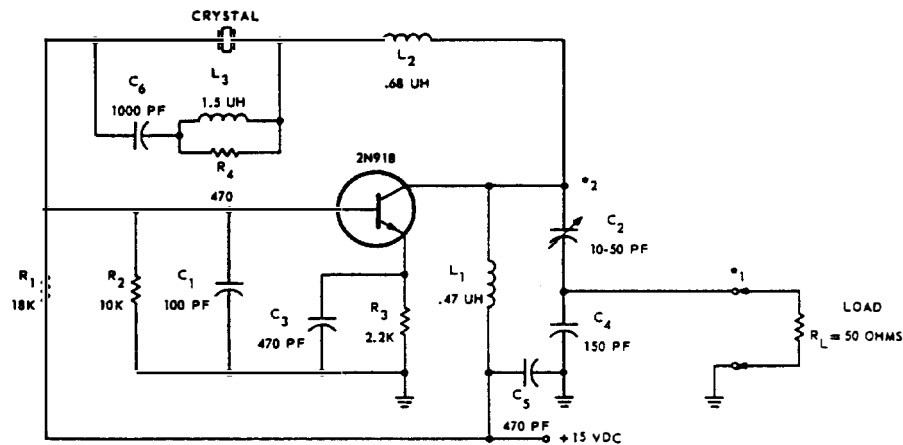 CRYSTAL
L2
.68 UH
C6
1000 PF
L3
1.5 UH
R4
470
2N918
*2
C2
10-50 PF
*1
R1
18K
R2
10K
C1
100 PF
C3
470 PF
R3
2.2K
L1
.47 UH
C4
150 PF
LOAD
RL = 50 OHMS
C5
470 PF
+15 VDC